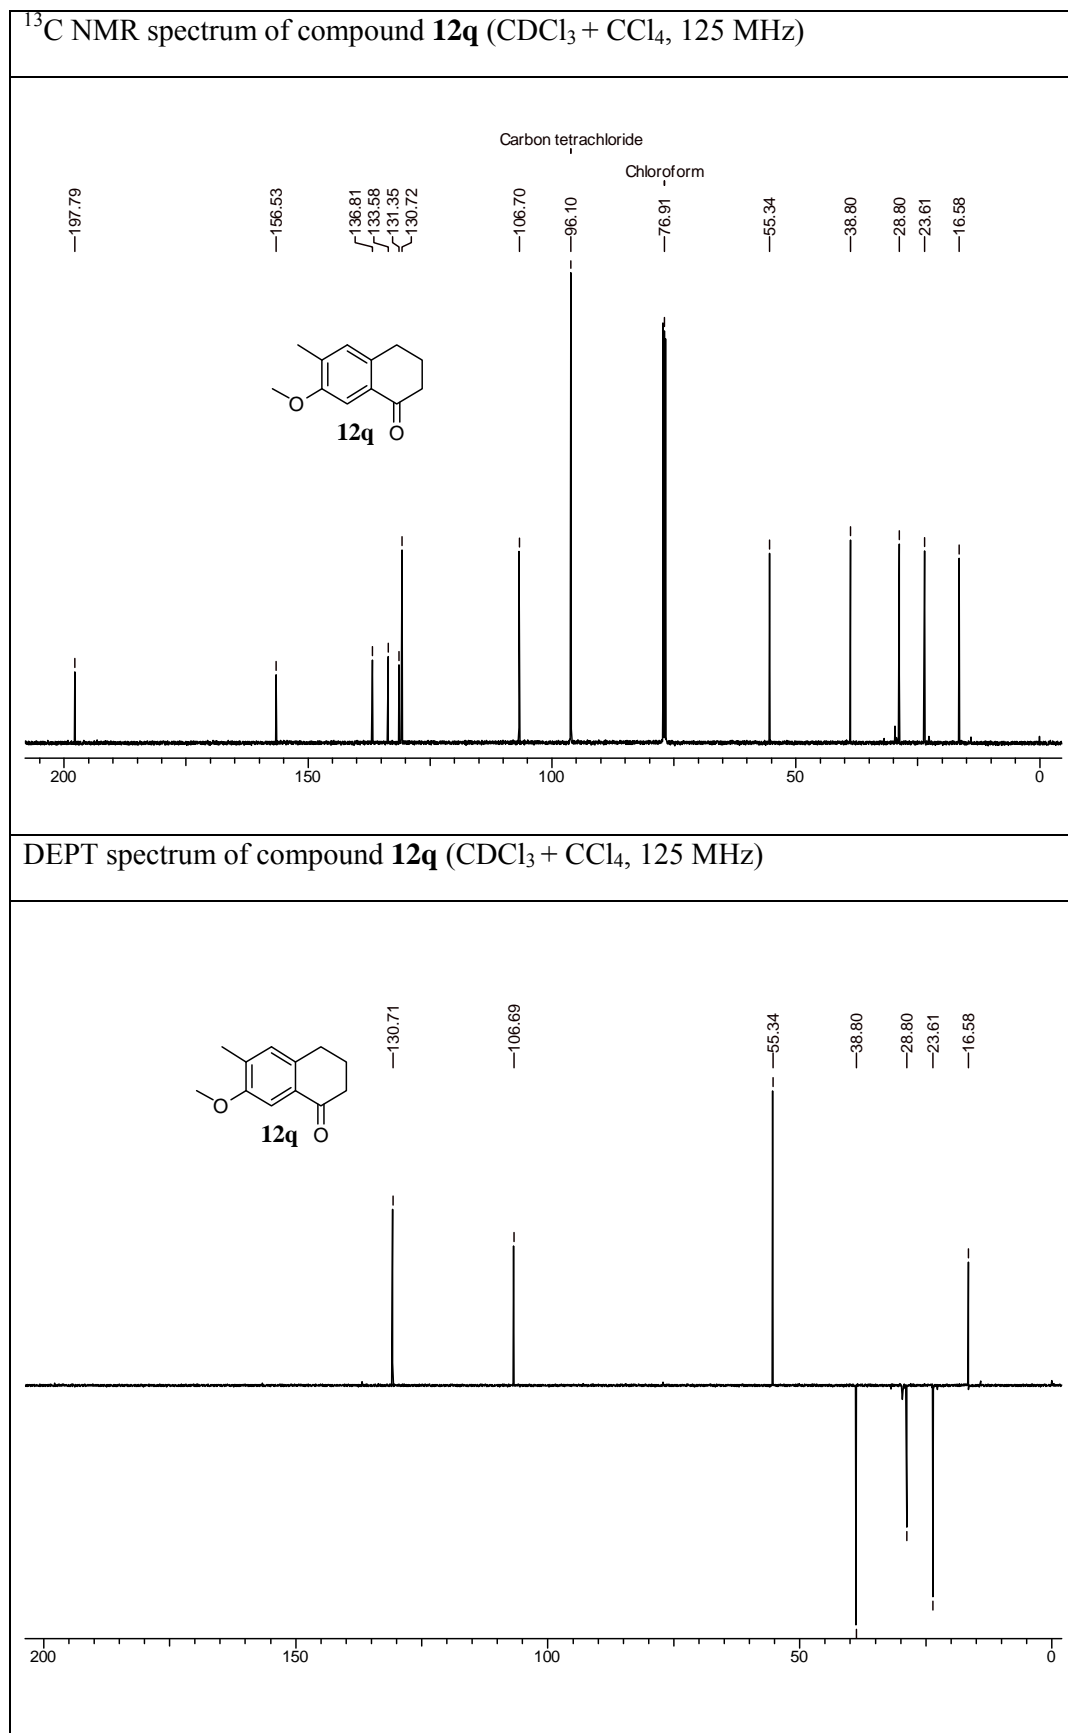 ¹³C NMR spectrum of compound 12q (CDCl₃ + CCl₄, 125 MHz)
Carbon tetrachloride
Chloroform
197.79
156.53
136.81
133.58
131.35
130.72
106.70
96.10
76.91
55.34
38.80
28.80
23.61
16.58
O
12q O
200 150 100 50 0
DEPT spectrum of compound 12q (CDCl₃ + CCl₄, 125 MHz)
130.71
106.69
55.34
38.80
28.80
23.61
16.58
O
12q O
200 150 100 50 0